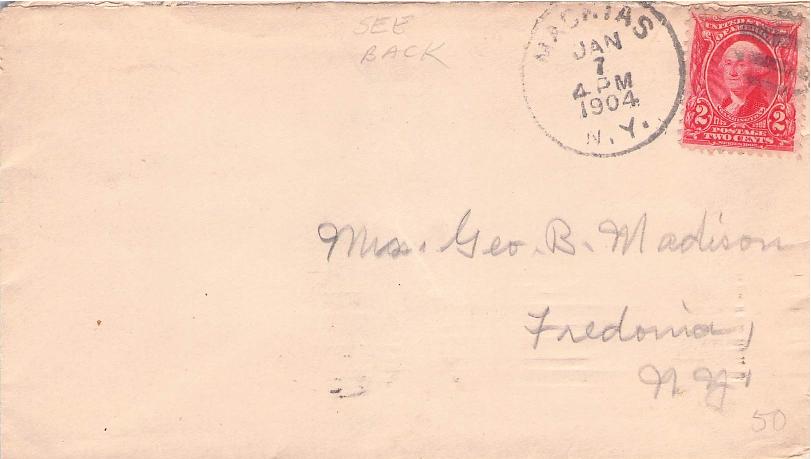 SEE
BACK
MACHIAS
JAN
7
4 PM
1904
N.Y.
UNITED STATES
OF AMERICA
2 2
POSTAGE
TWO CENTS
Mrs. Geo. B. Madison
Fredonia,
N.Y.
50